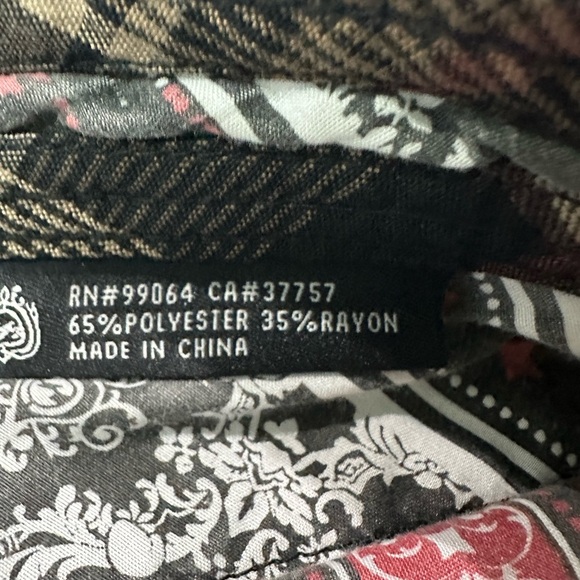 RN#99064 CA#37757
65%POLYESTER 35%RAYON
MADE IN CHINA